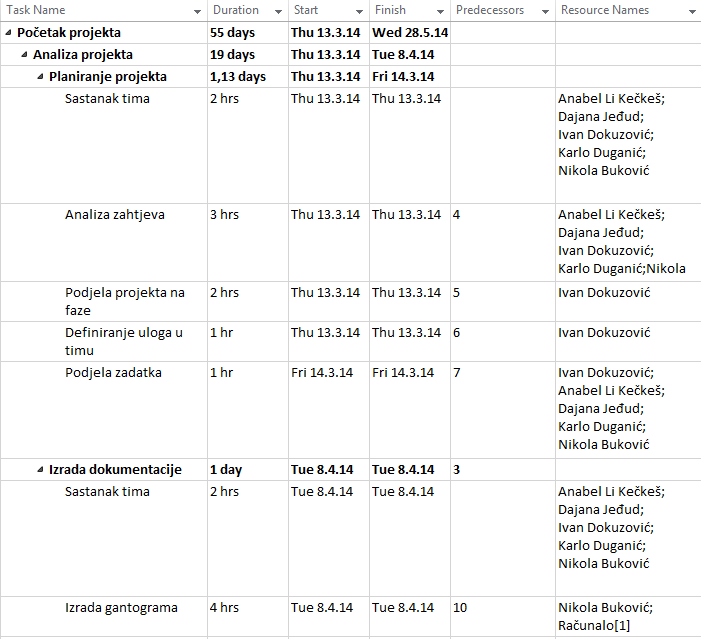 Task Name Duration Start Finish Predecessors Resource Names
Početak projekta 55 days Thu 13.3.14 Wed 28.5.14
Analiza projekta 19 days Thu 13.3.14 Tue 8.4.14
Planiranje projekta 1,13 days Thu 13.3.14 Fri 14.3.14
Sastanak tima 2 hrs Thu 13.3.14 Thu 13.3.14 Anabel Li Kečkeš;
Dajana Jeđud;
Ivan Dokuzović;
Karlo Duganić;
Nikola Buković
Analiza zahtjeva 3 hrs Thu 13.3.14 Thu 13.3.14 4 Anabel Li Kečkeš;
Dajana Jeđud;
Ivan Dokuzović;
Karlo Duganić;Nikola
Podjela projekta na 2 hrs Thu 13.3.14 Thu 13.3.14 5 Ivan Dokuzović
faze
Definiranje uloga u 1 hr Thu 13.3.14 Thu 13.3.14 6 Ivan Dokuzović
timu
Podjela zadatka 1 hr Fri 14.3.14 Fri 14.3.14 7 Ivan Dokuzović;
Anabel Li Kečkeš;
Dajana Jeđud;
Karlo Duganić;
Nikola Buković
Izrada dokumentacije 1 day Tue 8.4.14 Tue 8.4.14 3
Sastanak tima 2 hrs Tue 8.4.14 Tue 8.4.14 Anabel Li Kečkeš;
Dajana Jeđud;
Ivan Dokuzović;
Karlo Duganić;
Nikola Buković
Izrada gantograma 4 hrs Tue 8.4.14 Tue 8.4.14 10 Nikola Buković;
Računalo[1]